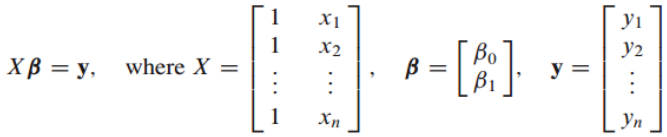 Xβ = y, where X = [ 1 x₁ ; 1 x₂ ; ⋮ ⋮ ; 1 xₙ ], β = [ β₀ ; β₁ ], y = [ y₁ ; y₂ ; ⋮ ; yₙ ]